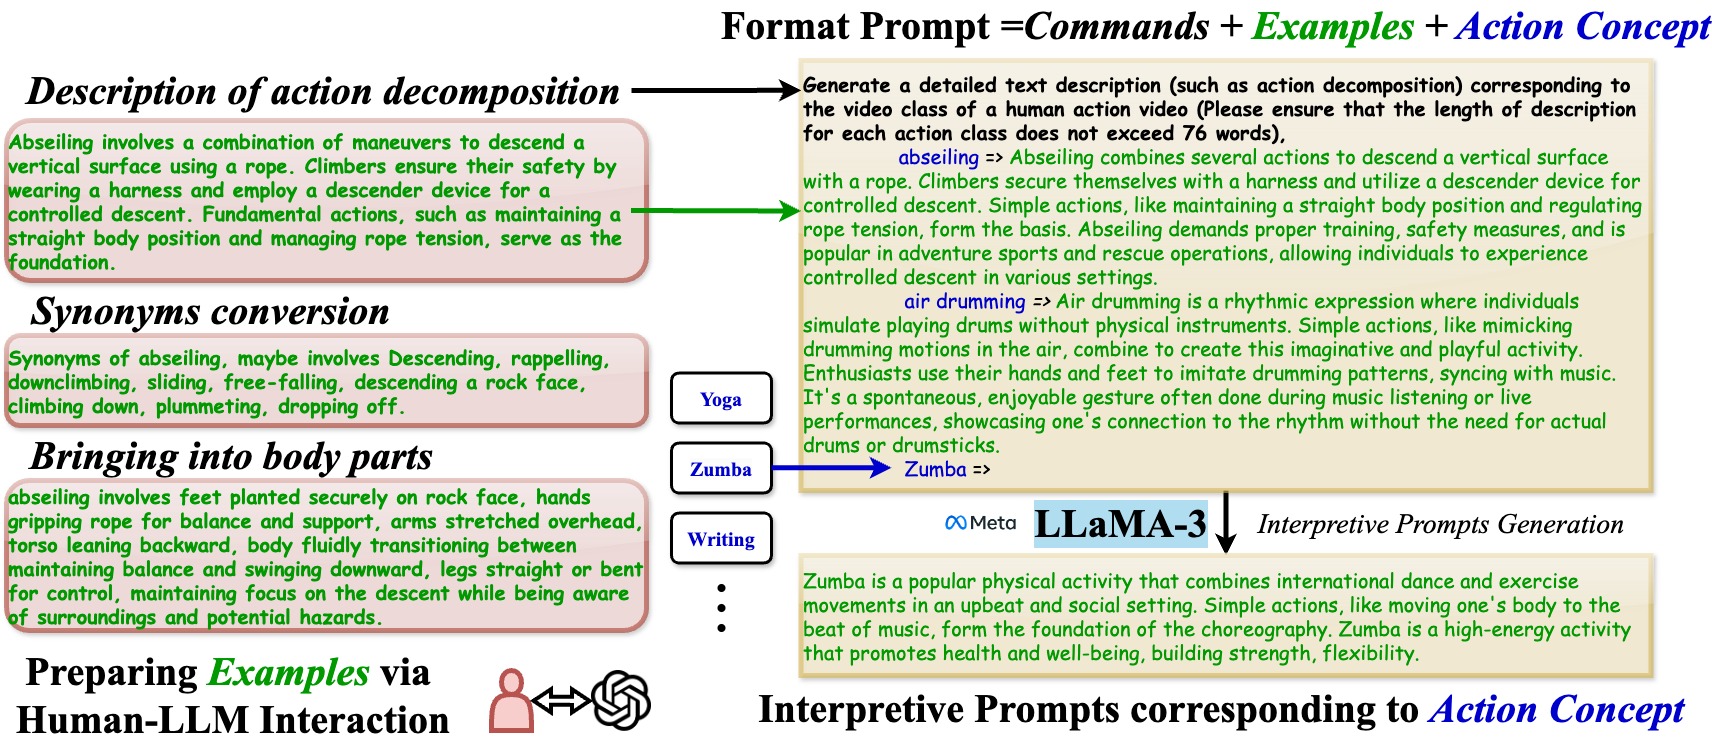 Format Prompt =Commands + Examples + Action Concept
Description of action decomposition
Abseiling involves a combination of maneuvers to descend a
vertical surface using a rope. Climbers ensure their safety by
wearing a harness and employ a descender device for a
controlled descent. Fundamental actions, such as maintaining a
straight body position and managing rope tension, serve as the
foundation.
Synonyms conversion
Synonyms of abseiling, maybe involves Descending, rappelling,
downclimbing, sliding, free-falling, descending a rock face,
climbing down, plummeting, dropping off.
Bringing into body parts
abseiling involves feet planted securely on rock face, hands
gripping rope for balance and support, arms stretched overhead,
torso leaning backward, body fluidly transitioning between
maintaining balance and swinging downward, legs straight or bent
for control, maintaining focus on the descent while being aware
of surroundings and potential hazards.
Preparing Examples via
Human-LLM Interaction
Yoga
Zumba
Writing
Generate a detailed text description (such as action decomposition) corresponding to
the video class of a human action video (Please ensure that the length of description
for each action class does not exceed 76 words),
abseiling => Abseiling combines several actions to descend a vertical surface
with a rope. Climbers secure themselves with a harness and utilize a descender device for
controlled descent. Simple actions, like maintaining a straight body position and regulating
rope tension, form the basis. Abseiling demands proper training, safety measures, and is
popular in adventure sports and rescue operations, allowing individuals to experience
controlled descent in various settings.
air drumming => Air drumming is a rhythmic expression where individuals
simulate playing drums without physical instruments. Simple actions, like mimicking
drumming motions in the air, combine to create this imaginative and playful activity.
Enthusiasts use their hands and feet to imitate drumming patterns, syncing with music.
It's a spontaneous, enjoyable gesture often done during music listening or live
performances, showcasing one's connection to the rhythm without the need for actual
drums or drumsticks.
Zumba =>
Meta LLaMA-3 Interpretive Prompts Generation
Zumba is a popular physical activity that combines international dance and exercise
movements in an upbeat and social setting. Simple actions, like moving one's body to the
beat of music, form the foundation of the choreography. Zumba is a high-energy activity
that promotes health and well-being, building strength, flexibility.
Interpretive Prompts corresponding to Action Concept